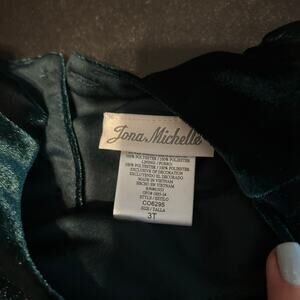 Jona Michelle
100% POLYESTER / 100% POLIESTER
LINING / FORRO:
100% POLYESTER / 100% POLIESTER
EXCLUSIVE OF DECORATION
EXCLUYENDO EL DECORADO
MADE IN VIETNAM
HECHO EN VIETNAM
STYLE / ESTILO
CO6295
SIZE / TALLA
3T